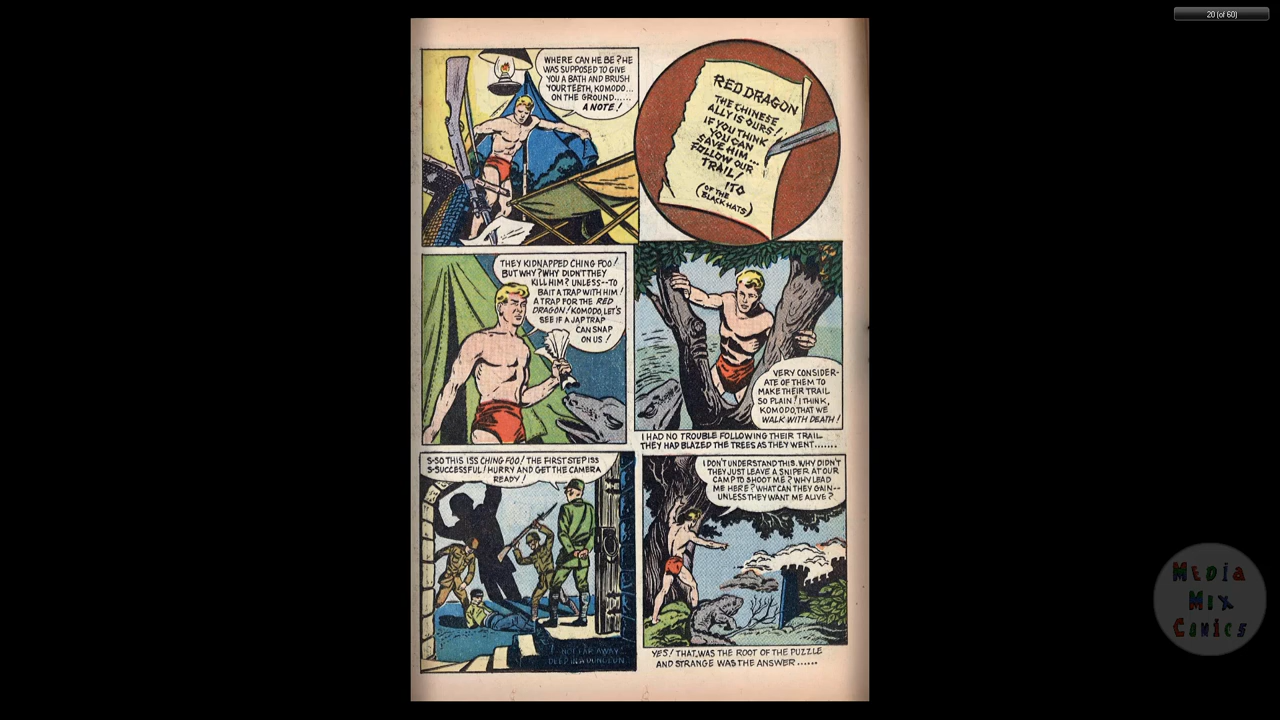 20 (of 60)
WHERE CAN HE BE? HE
WAS SUPPOSED TO GIVE
YOU A BATH AND BRUSH
YOUR TEETH, KOMODO...
ON THE GROUND......
A NOTE!
RED DRAGON
THE CHINESE
ALLY IS OURS!
IF YOU THINK
YOU CAN
SAVE HIM...
FOLLOW OUR
TRAIL!
ITO
(OF THE
BLACK HATS)
THEY KIDNAPPED CHING FOO!
BUT WHY? WHY DIDN'T THEY
KILL HIM? UNLESS--TO
BAIT A TRAP WITH HIM!
A TRAP FOR THE RED
DRAGON! KOMODO, LET'S
SEE IF A JAP TRAP
CAN SNAP
ON US!
VERY CONSIDER-
ATE OF THEM TO
MAKE THEIR TRAIL
SO PLAIN! I THINK,
KOMODO, THAT WE
WALK WITH DEATH!
I HAD NO TROUBLE FOLLOWING THEIR TRAIL.
THEY HAD BLAZED THE TREES AS THEY WENT.......
S-SO THIS ISS CHING FOO! THE FIRST STEP ISS
S-SUCCESSFUL! HURRY AND GET THE CAMERA
READY!
NOT FAR AWAY...
DEEP IN A DUNGEON...
I DON'T UNDERSTAND THIS. WHY DIDN'T
THEY JUST LEAVE A SNIPER AT OUR
CAMP TO SHOOT ME? WHY LEAD
ME HERE? WHAT CAN THEY GAIN--
UNLESS THEY WANT ME ALIVE?
YES! THAT WAS THE ROOT OF THE PUZZLE
AND STRANGE WAS THE ANSWER......
MEDIA
MIX
COMICS